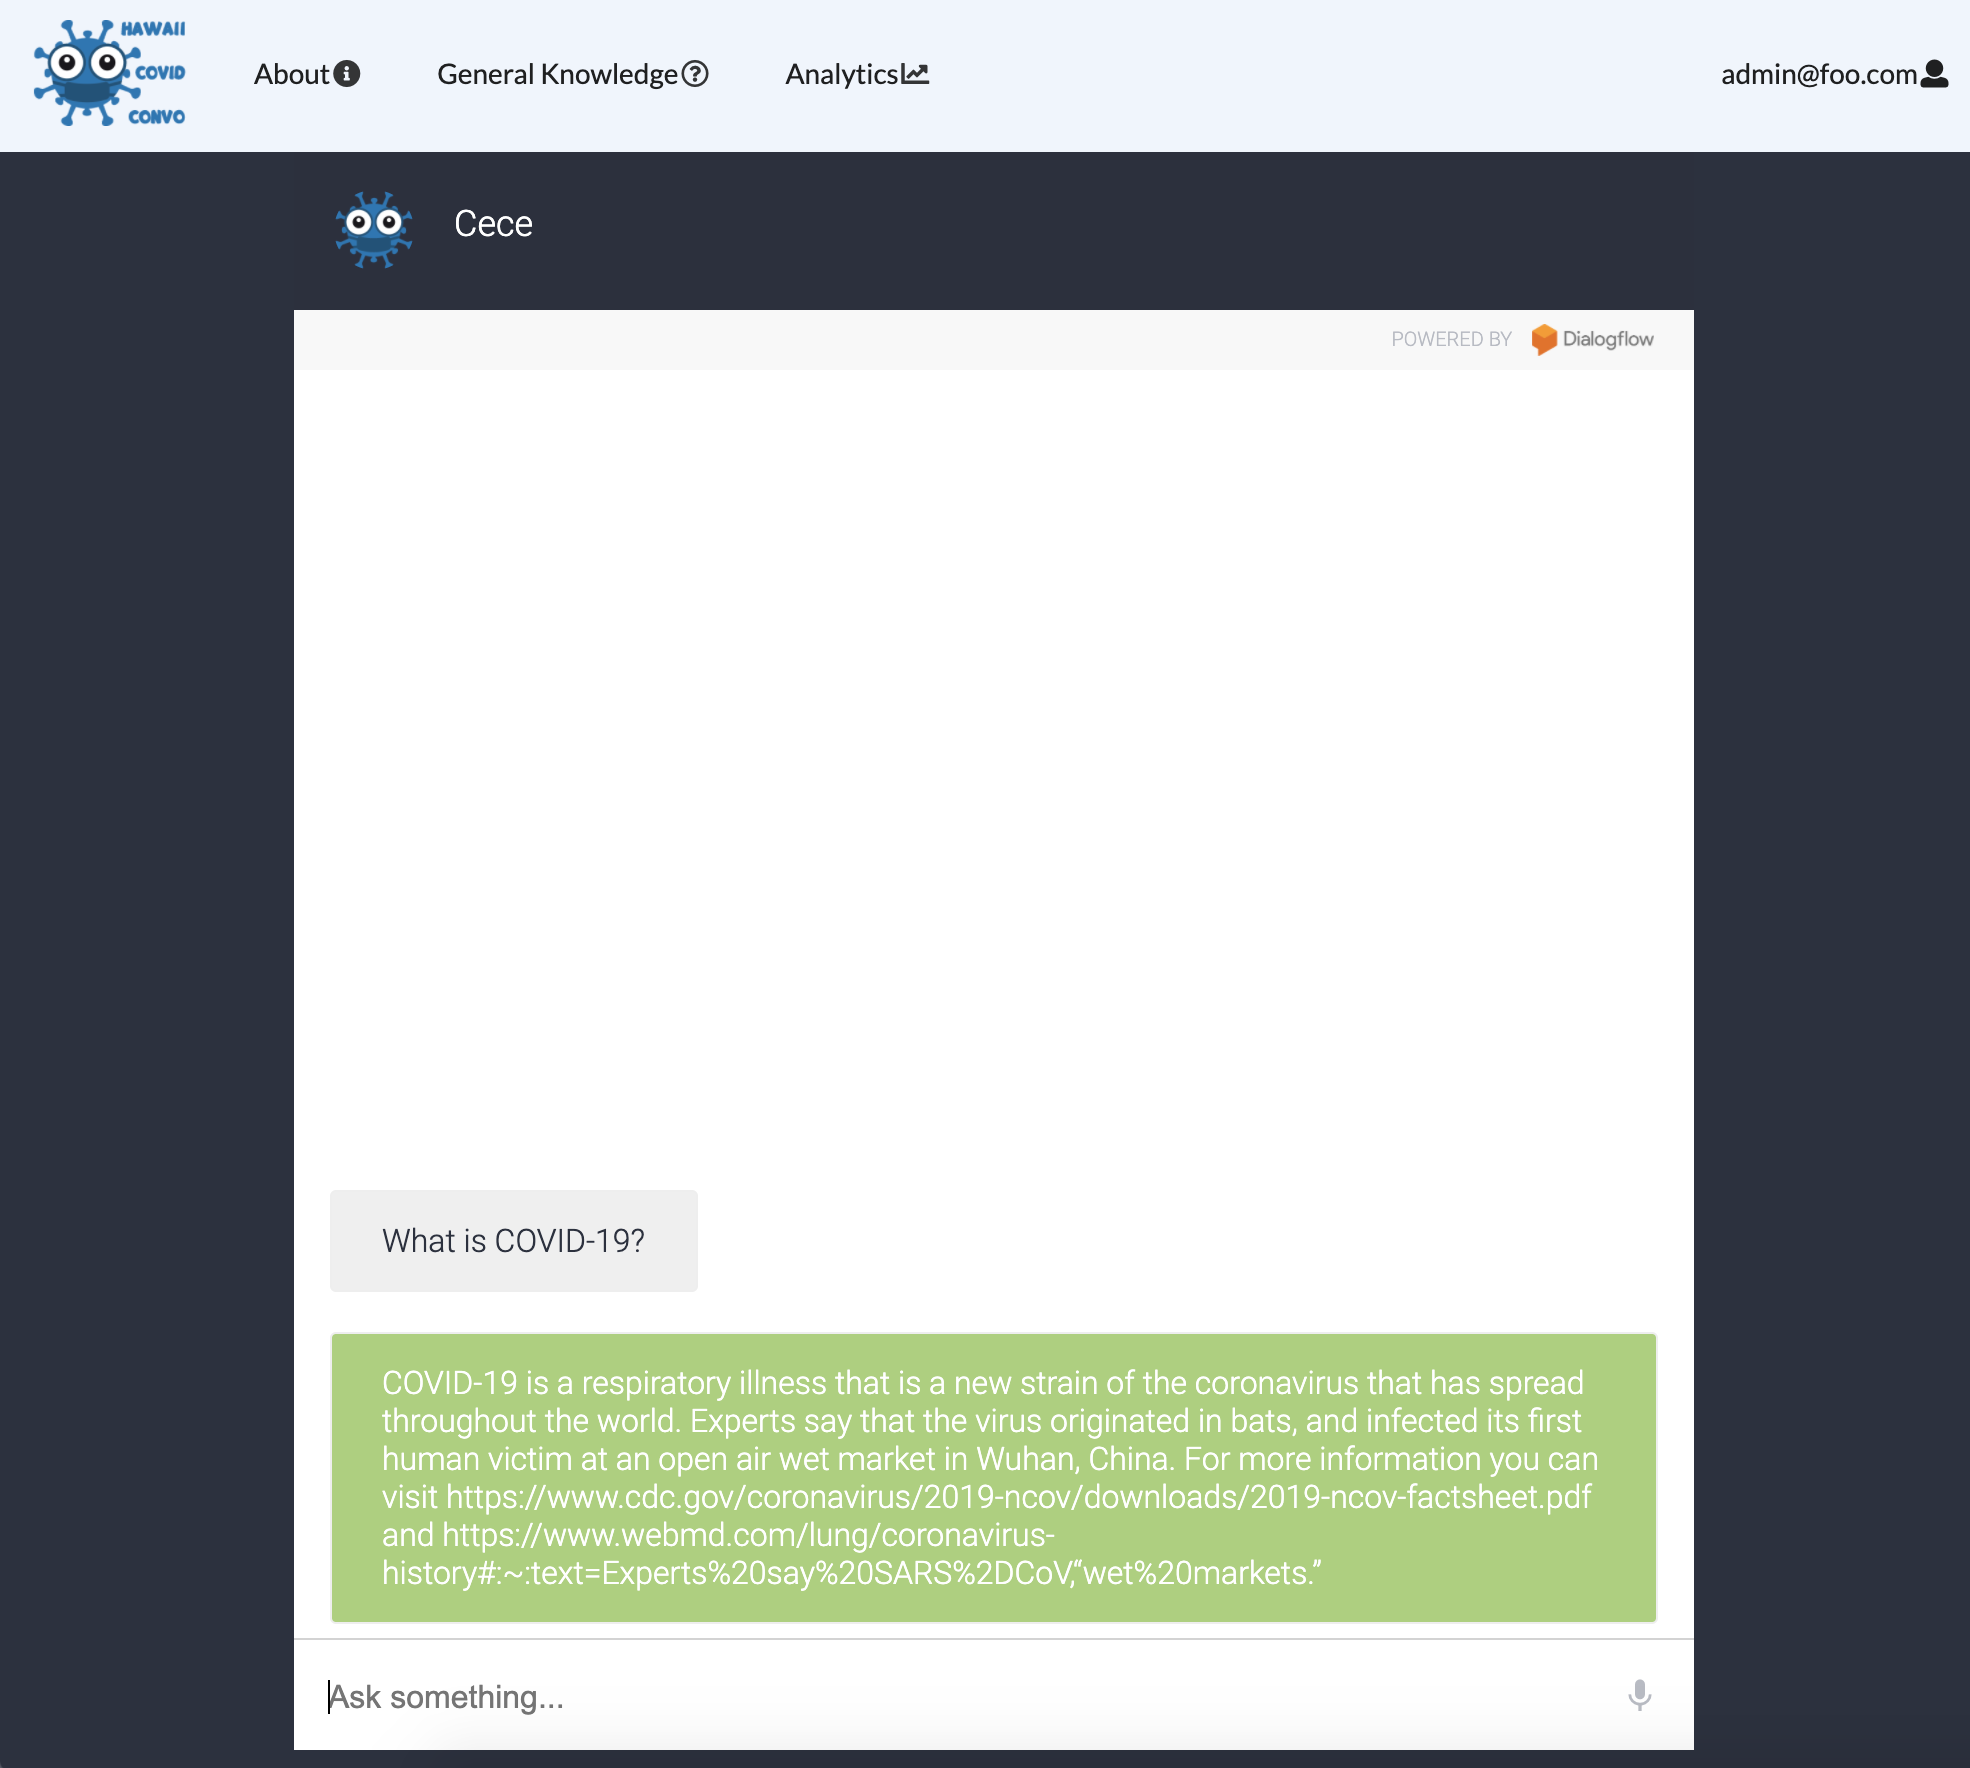 HAWAII
COVID
CONVO
About
General Knowledge
Analytics
admin@foo.com
Cece
POWERED BY Dialogflow
What is COVID-19?
COVID-19 is a respiratory illness that is a new strain of the coronavirus that has spread
throughout the world. Experts say that the virus originated in bats, and infected its first
human victim at an open air wet market in Wuhan, China. For more information you can
visit https://www.cdc.gov/coronavirus/2019-ncov/downloads/2019-ncov-factsheet.pdf
and https://www.webmd.com/lung/coronavirus-
history#:~:text=Experts%20say%20SARS%2DCoV,“wet%20markets.”
Ask something...